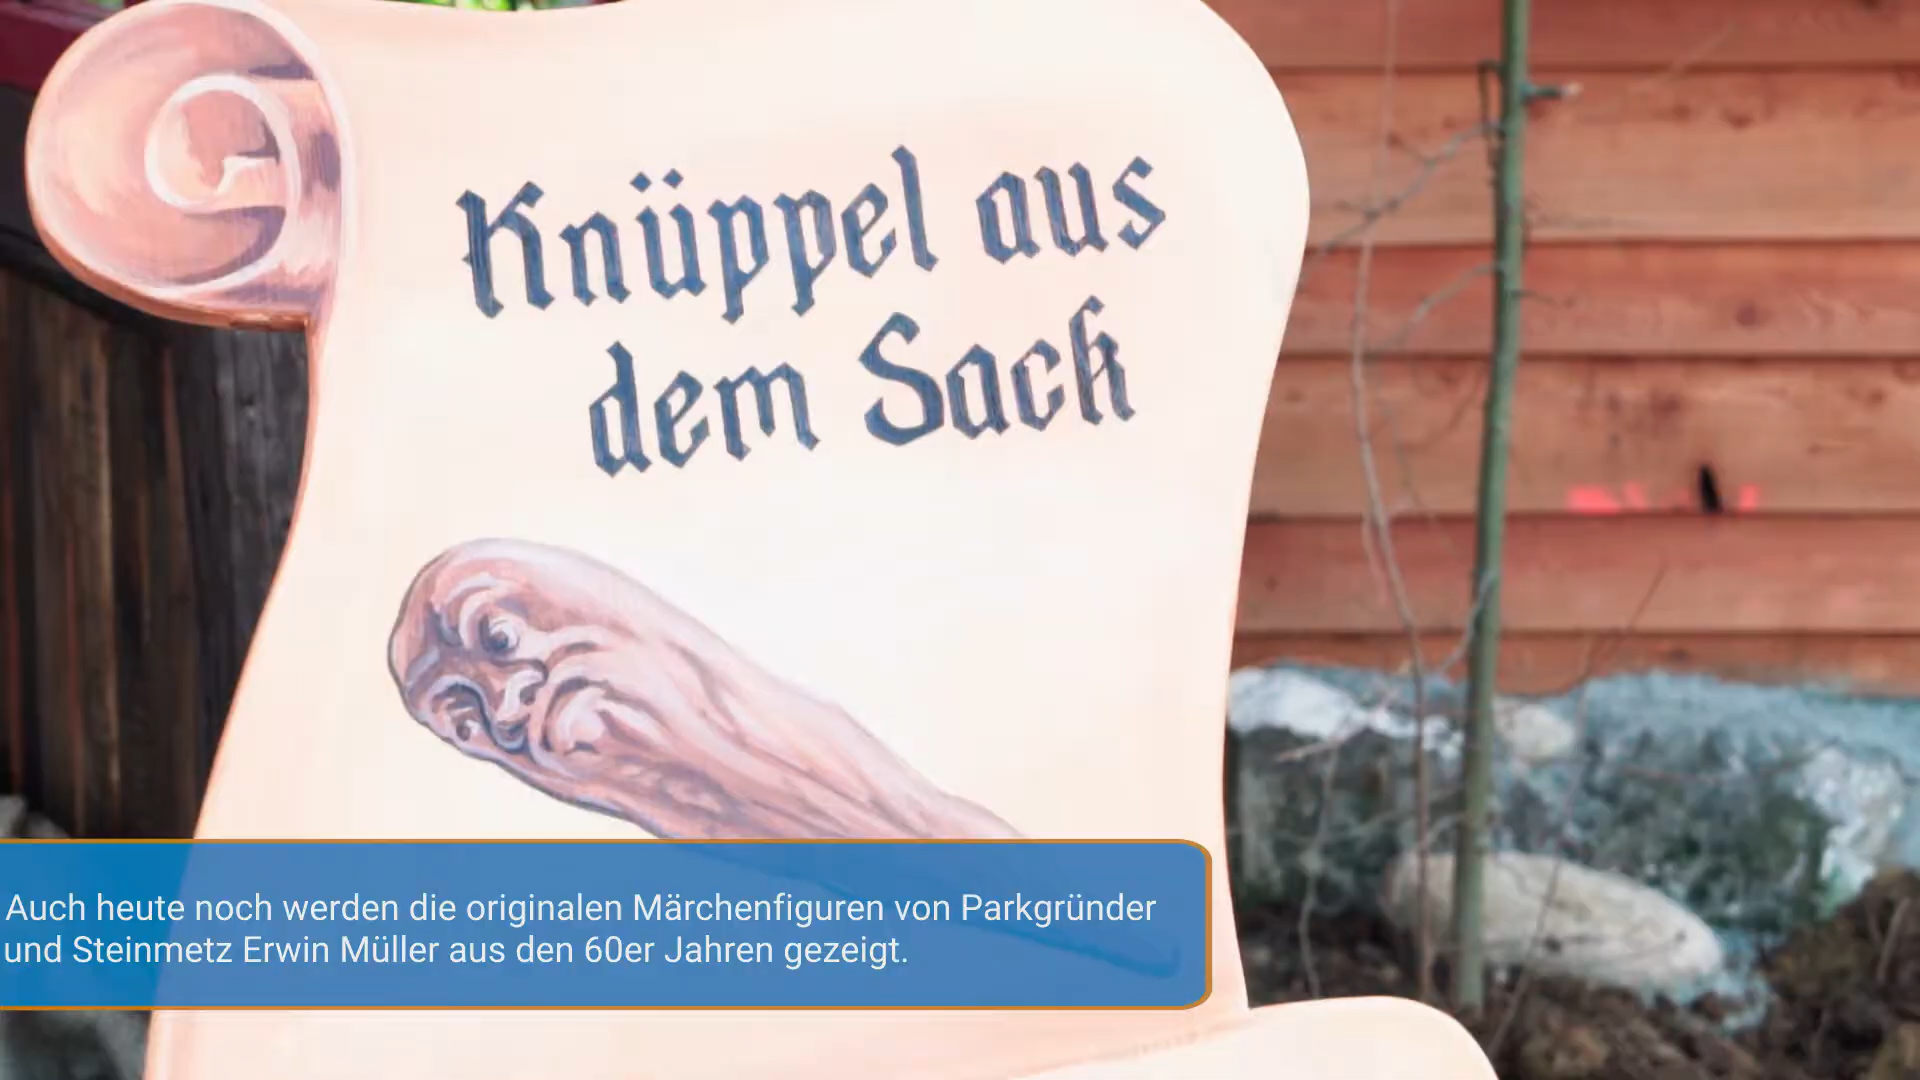 Knüppel aus
dem Sack
Auch heute noch werden die originalen Märchenfiguren von Parkgründer
und Steinmetz Erwin Müller aus den 60er Jahren gezeigt.